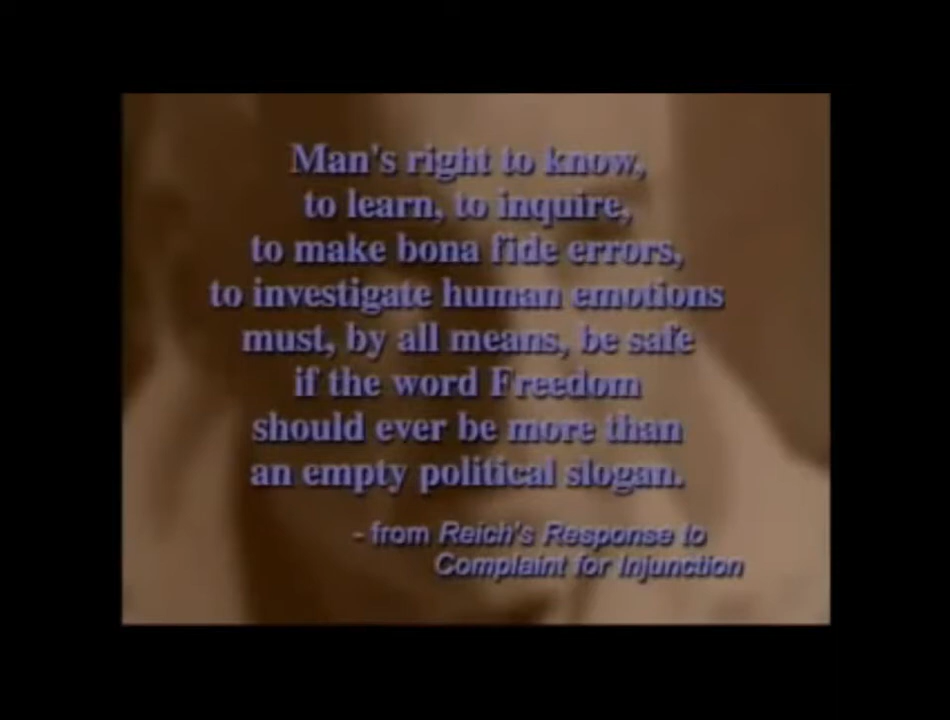 Man's right to know,
to learn, to inquire,
to make bona fide errors,
to investigate human emotions
must, by all means, be safe
if the word Freedom
should ever be more than
an empty political slogan.
- from Reich's Response to
Complaint for Injunction